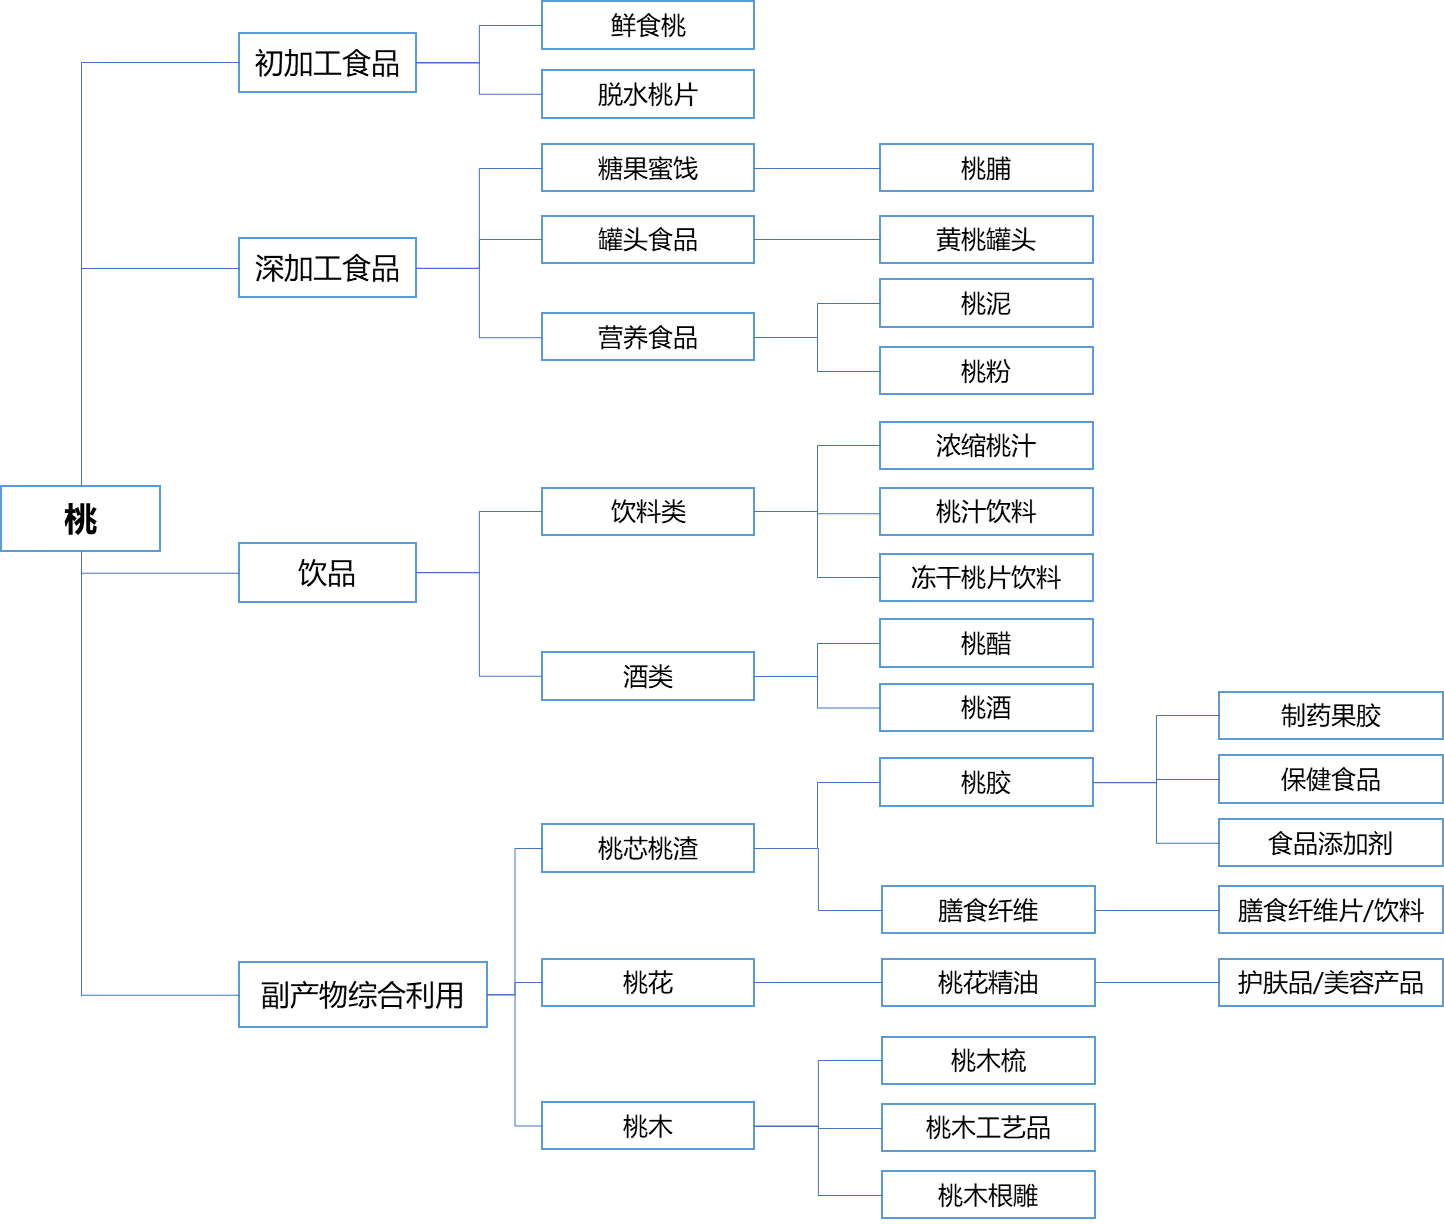 桃
初加工食品
鲜食桃
脱水桃片
深加工食品
糖果蜜饯
桃脯
罐头食品
黄桃罐头
营养食品
桃泥
桃粉
饮品
饮料类
浓缩桃汁
桃汁饮料
冻干桃片饮料
酒类
桃醋
桃酒
副产物综合利用
桃芯桃渣
桃胶
制药果胶
保健食品
食品添加剂
膳食纤维
膳食纤维片/饮料
桃花
桃花精油
护肤品/美容产品
桃木
桃木梳
桃木工艺品
桃木根雕